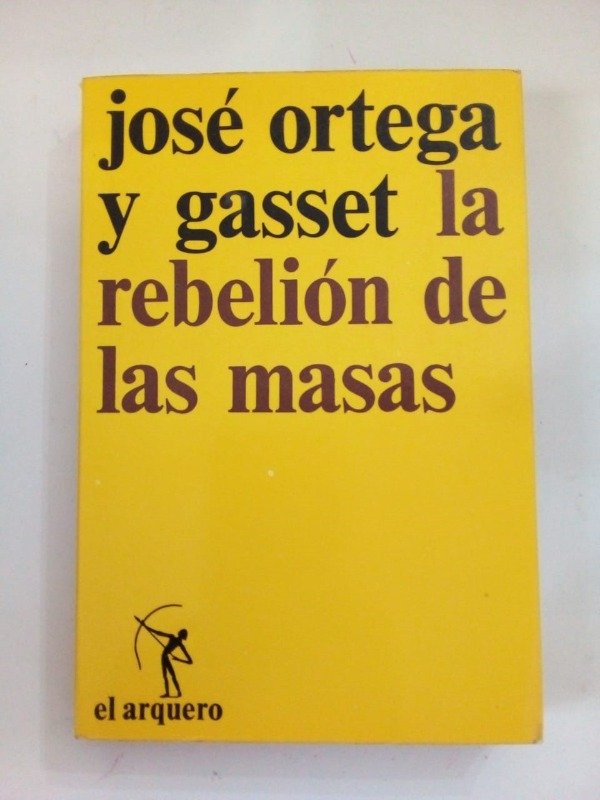 josé ortega
y gasset la
rebelión de
las masas
el arquero